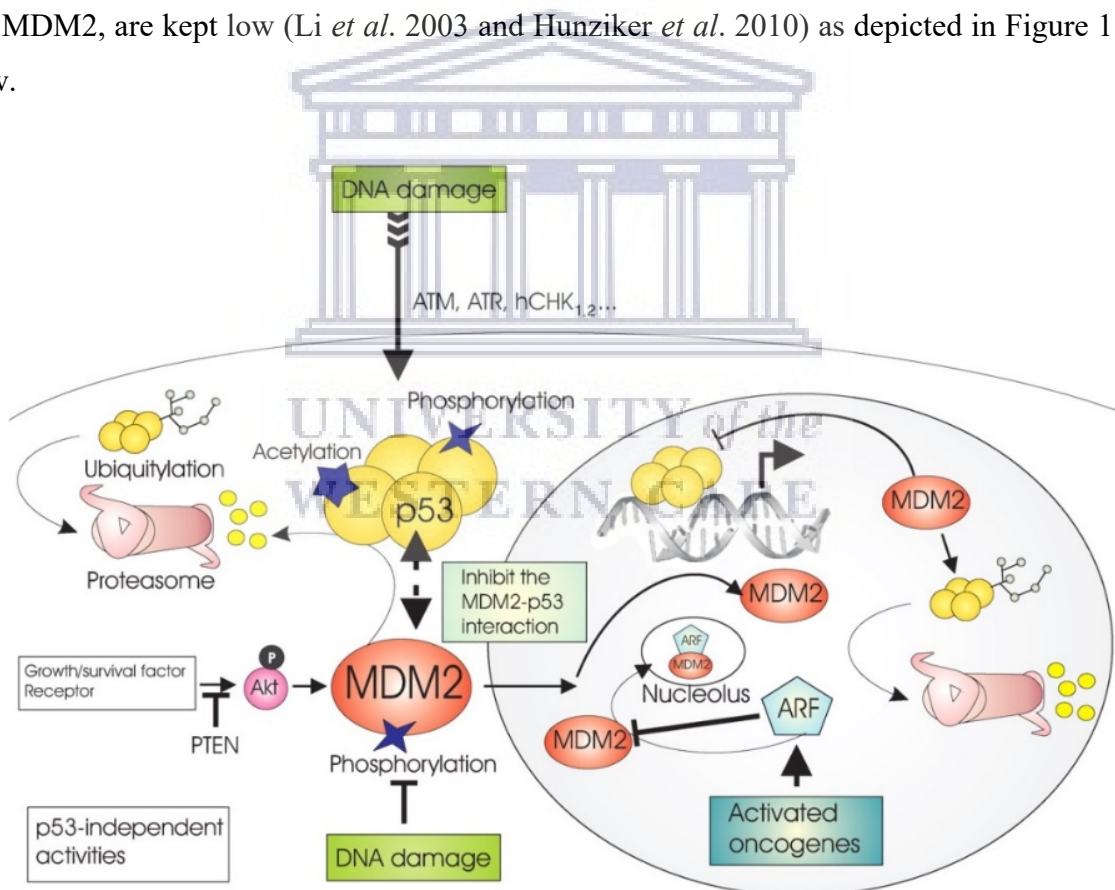 MDM2, are kept low (Li et al. 2003 and Hunziker et al. 2010) as depicted in Figure 1
DNA damage
ATM, ATR, hCHK1,2...
Phosphorylation
UNIVERSITY of the
WESTERN CAPE
Acetylation
p53
Ubiquitylation
Proteasome
Inhibit the
MDM2-p53
interaction
Growth/survival factor
Receptor
P
Akt
PTEN
MDM2
Phosphorylation
DNA damage
p53-independent
activities
MDM2
MDM2
ARF
MDM2
Nucleolus
MDM2
ARF
Activated
oncogenes